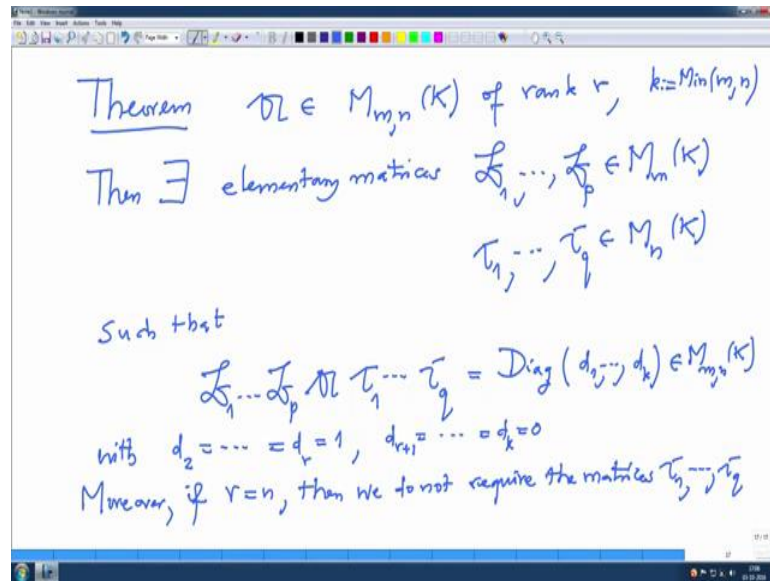 Theorem 𝔄 ∈ M_{m,n}(K) of rank r, k:=Min(m,n)
Then ∃ elementary matrices 𝔏_1, ..., 𝔏_p ∈ M_m(K)
τ_1, ..., τ_q ∈ M_n(K)
such that
𝔏_1 ... 𝔏_p 𝔄 τ_1 ... τ_q = Diag(d_1, ..., d_k) ∈ M_{m,n}(K)
with d_2 = ... = d_r = 1, d_{r+1} = ... = d_k = 0
Moreover, if r=n, then we do not require the matrices τ_1, ..., τ_q